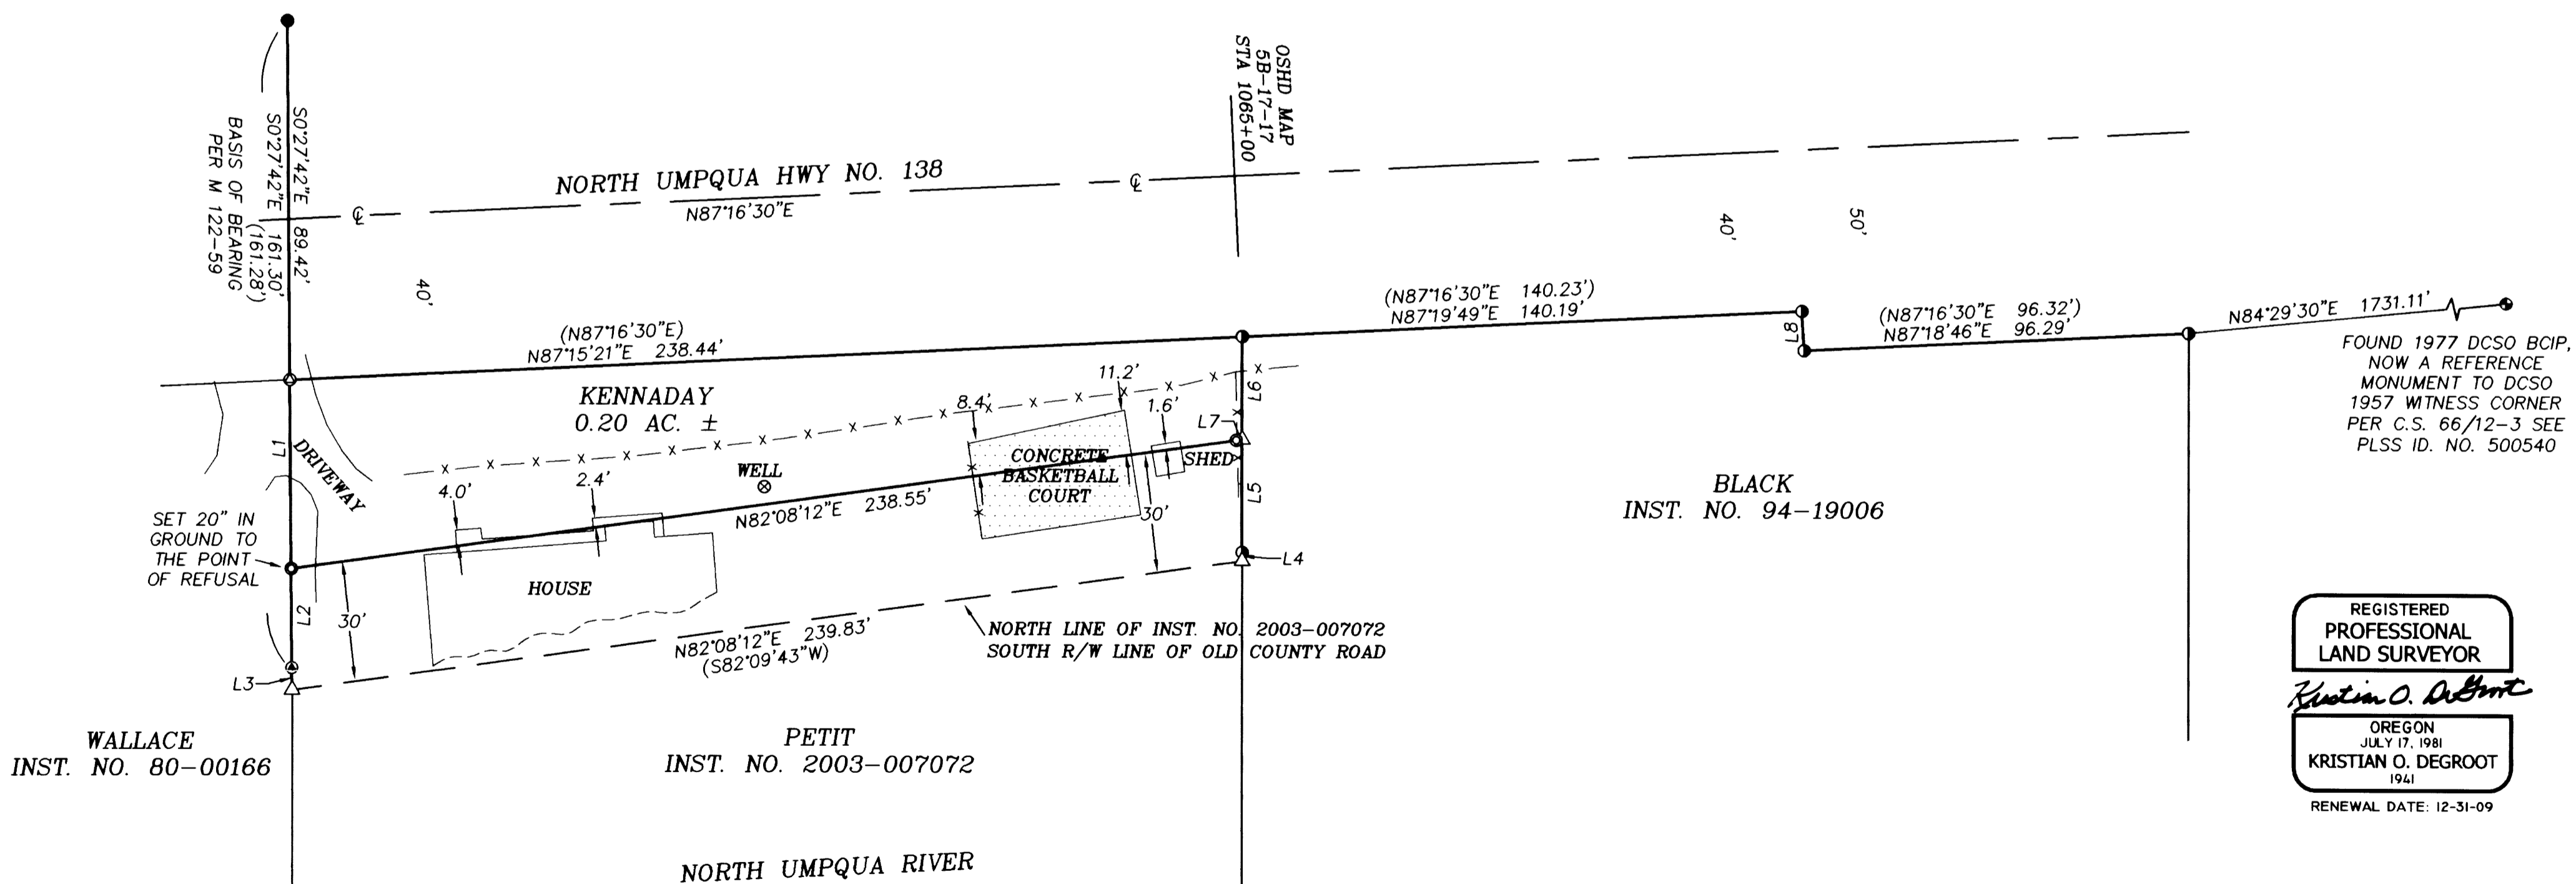 OSHD MAP
5B-17-17
STA 1065+00
S0°27'42"E 89.42'
S0°27'42"E 161.30'
(161.28')
BASIS OF BEARING
PER M 122-59
NORTH UMPQUA HWY NO. 138
N87°16'30"E
℄
℄
40'
40'
50'
(N87°16'30"E)
N87°15'21"E 238.44'
(N87°16'30"E 140.23')
N87°19'49"E 140.19'
L8
(N87°16'30"E 96.32')
N87°18'46"E 96.29'
N84°29'30"E 1731.11'
FOUND 1977 DCSO BCIP,
NOW A REFERENCE
MONUMENT TO DCSO
1957 WITNESS CORNER
PER C.S. 66/12-3 SEE
PLSS ID. NO. 500540
KENNADAY
0.20 AC. ±
11.2'
8.4'
1.6'
L6
L7
L1
DRIVEWAY
WELL
CONCRETE
BASKETBALL
COURT
SHED
L5
4.0'
2.4'
N82°08'12"E 238.55'
30'
L4
SET 20" IN
GROUND TO
THE POINT
OF REFUSAL
HOUSE
L2
30'
L3
N82°08'12"E 239.83'
(S82°09'43"W)
NORTH LINE OF INST. NO. 2003-007072
SOUTH R/W LINE OF OLD COUNTY ROAD
BLACK
INST. NO. 94-19006
WALLACE
INST. NO. 80-00166
PETIT
INST. NO. 2003-007072
NORTH UMPQUA RIVER
REGISTERED
PROFESSIONAL
LAND SURVEYOR
Kristian O. DeGroot
OREGON
JULY 17, 1981
KRISTIAN O. DEGROOT
1941
RENEWAL DATE: 12-31-09